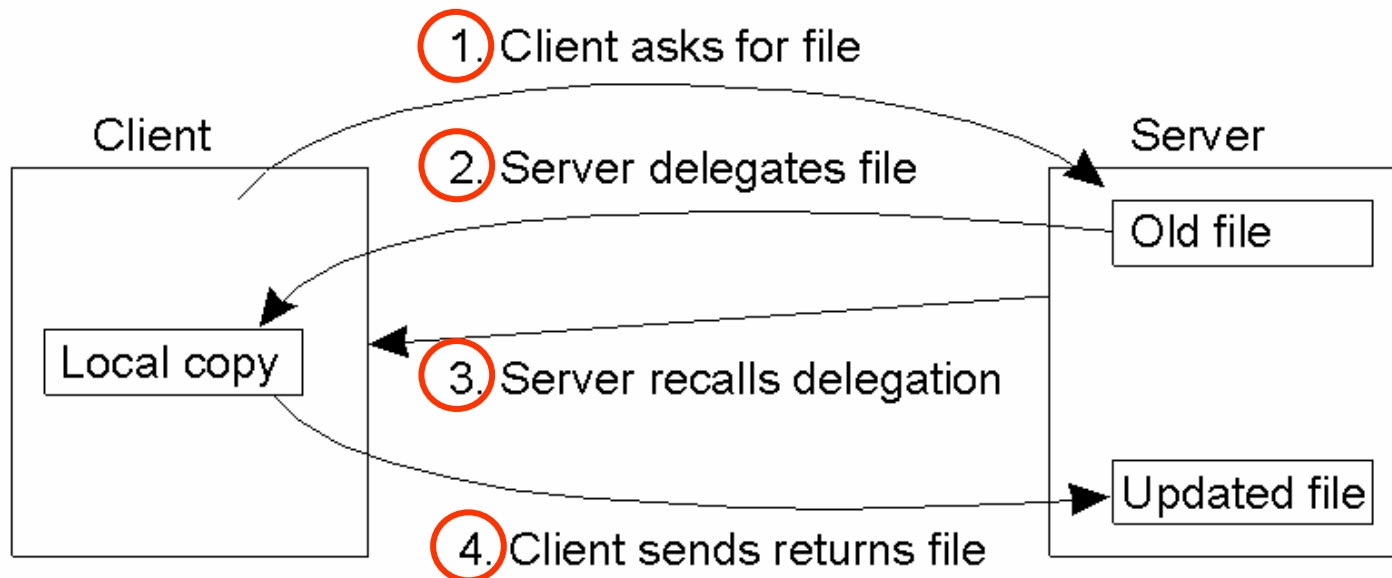 1. Client asks for file
Client
Server
2. Server delegates file
Old file
Local copy
3. Server recalls delegation
Updated file
4. Client sends returns file